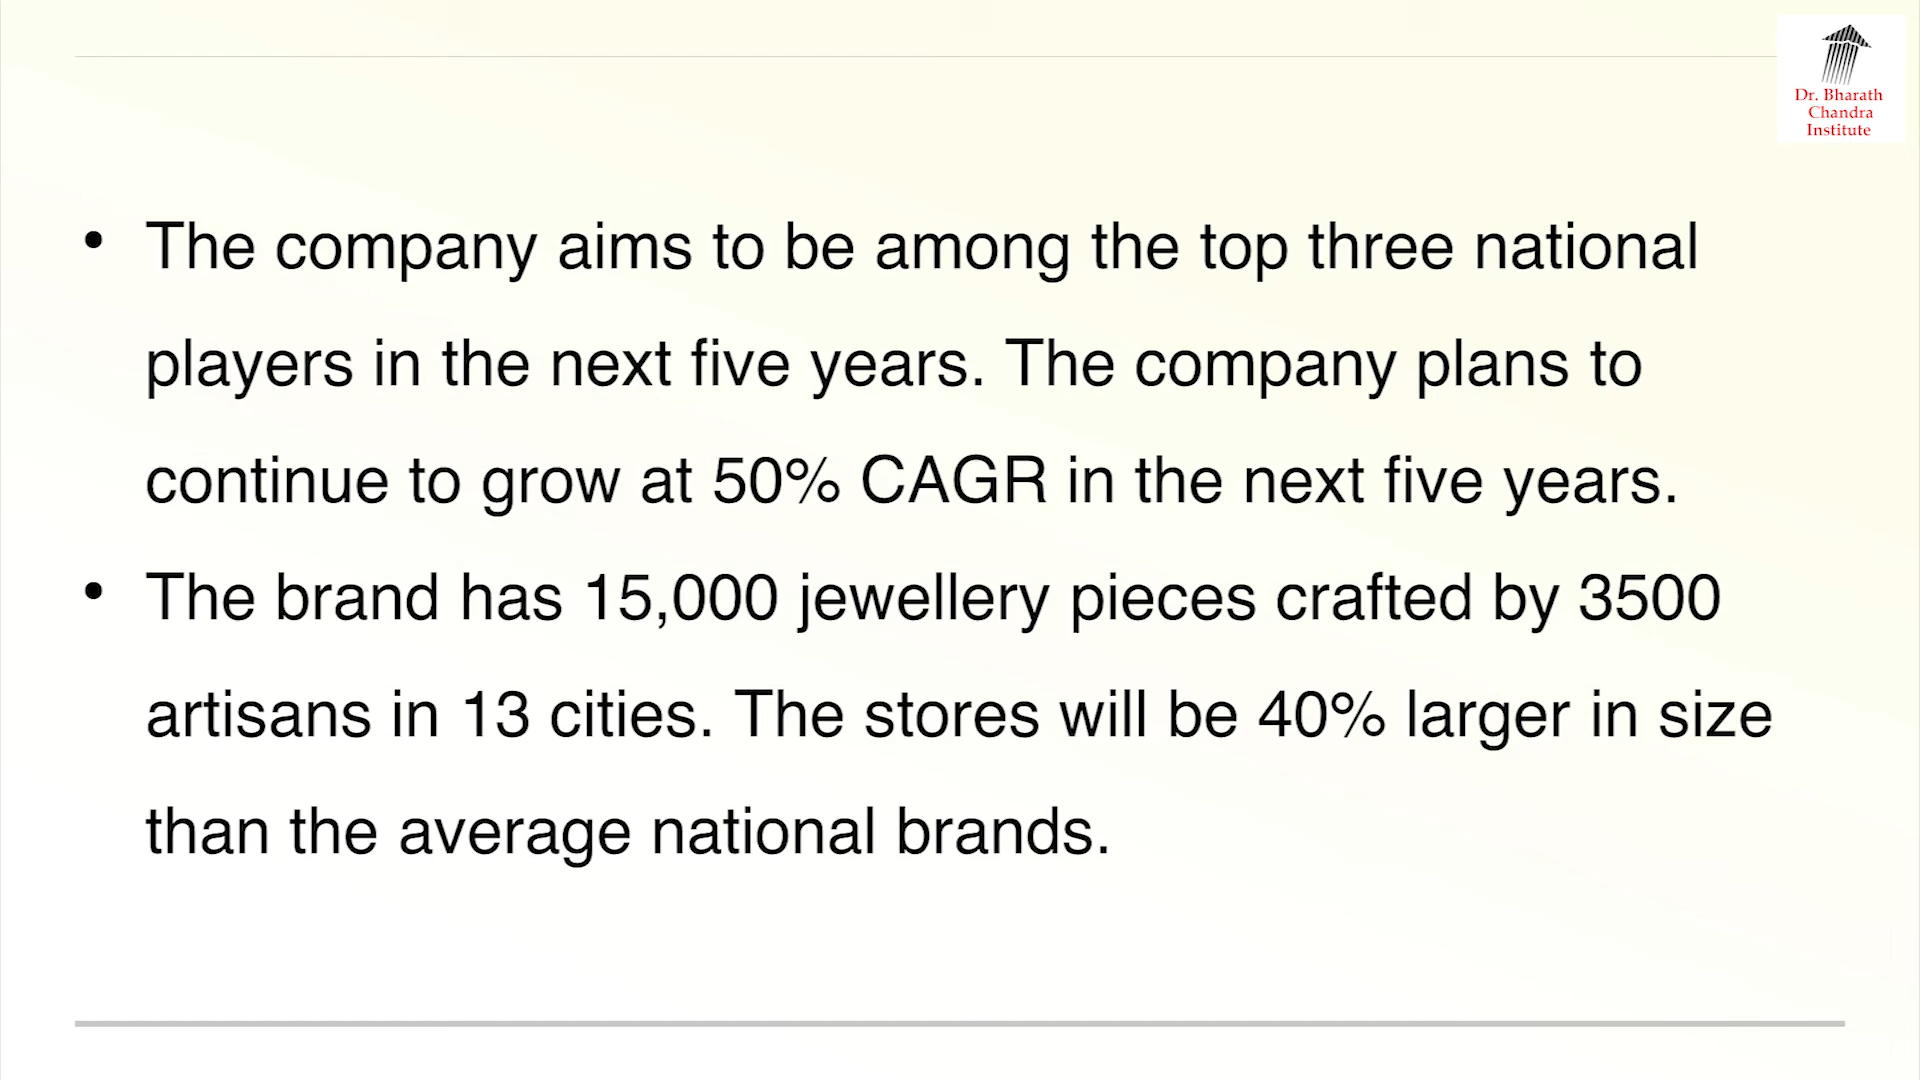 Dr. Bharath
Chandra
Institute
• The company aims to be among the top three national
players in the next five years. The company plans to
continue to grow at 50% CAGR in the next five years.
• The brand has 15,000 jewellery pieces crafted by 3500
artisans in 13 cities. The stores will be 40% larger in size
than the average national brands.